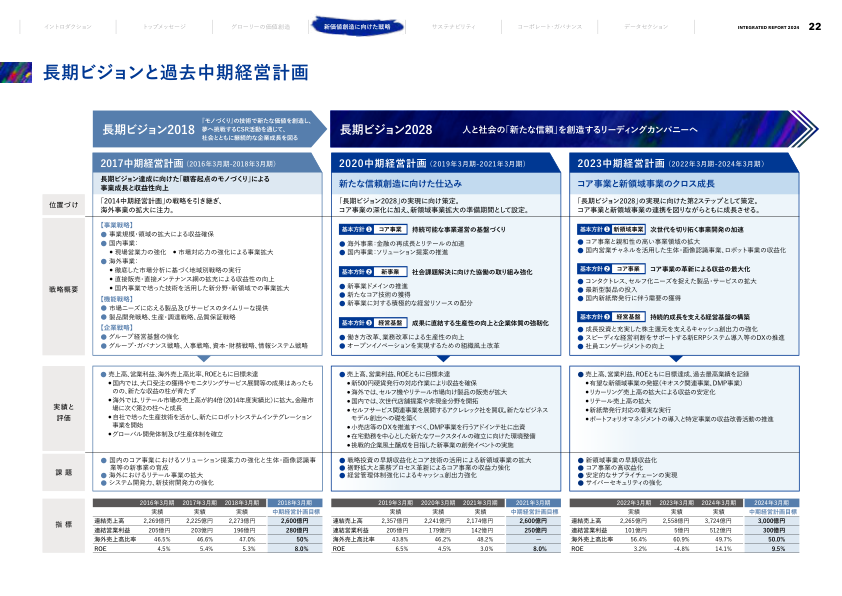 イントロダクション
トップメッセージ
グローリーの価値創造
新価値創造に向けた戦略
サステナビリティ
コーポレート・ガバナンス
データセクション
INTEGRATED REPORT 2024 22
長期ビジョンと過去中期経営計画
長期ビジョン2018
「モノづくり」の技術で新たな価値を創造し、
夢へ挑戦するCSR活動を通じて、
社会とともに継続的な企業成長を図る
長期ビジョン2028 人と社会の「新たな信頼」を創造するリーディングカンパニーへ
2017中期経営計画（2016年3月期-2018年3月期）
長期ビジョン達成に向けた「顧客起点のモノづくり」による
事業成長と収益性向上
2020中期経営計画（2019年3月期-2021年3月期）
新たな信頼創造に向けた仕込み
2023中期経営計画（2022年3月期-2024年3月期）
コア事業と新領域事業のクロス成長
位置づけ
「2014中期経営計画」の戦略を引き継ぎ、
海外事業の拡大に注力。
「長期ビジョン2028」の実現に向け策定。
コア事業の深化に加え、新領域事業拡大の準備期間として設定。
「長期ビジョン2028」の実現に向けた第2ステップとして策定。
コア事業と新領域事業の連携を図りながらともに成長させる。
戦略概要
【事業戦略】
● 事業規模・領域の拡大による収益確保
● 国内事業：
• 現場営業力の強化 • 市場対応力の強化による事業拡大
● 海外事業：
• 徹底した市場分析に基づく地域別戦略の実行
• 直接販売・直接メンテナンス網の拡充による収益性の向上
• 国内事業で培った技術を活用した新分野・新領域での事業拡大
【機能戦略】
● 市場ニーズに応える製品及びサービスのタイムリーな提供
● 製品開発戦略、生産・調達戦略、品質保証戦略
【企業戦略】
● グループ経営基盤の強化
● グループ・ガバナンス戦略、人事戦略、資本・財務戦略、情報システム戦略
基本方針❶ コア事業 持続可能な事業運営の基盤づくり
● 海外事業：金融の再成長とリテールの加速
● 国内事業：ソリューション提案の推進
基本方針❷ 新事業 社会課題解決に向けた協働の取り組み強化
● 新事業ドメインの推進
● 新たなコア技術の獲得
● 新事業に対する積極的な経営リソースの配分
基本方針❸ 経営基盤 成果に直結する生産性の向上と企業体質の強靭化
● 働き方改革、業務改革による生産性の向上
● オープンイノベーションを実現するための組織風土改革
基本方針❶ 新領域事業 次世代を切り拓く事業開発の加速
● コア事業と親和性の高い事業領域の拡大
● 国内営業チャネルを活用した生体・画像認識事業、ロボット事業の収益化
基本方針❷ コア事業 コア事業の革新による収益の最大化
● コンタクトレス、セルフ化ニーズを捉えた製品・サービスの拡大
● 最新型製品の投入
● 国内新紙幣発行に伴う需要の獲得
基本方針❸ 経営基盤 持続的成長を支える経営基盤の構築
● 成長投資と充実した株主還元を支えるキャッシュ創出力の強化
● スピーディな経営判断をサポートする新ERPシステム導入等のDXの推進
● 社員エンゲージメントの向上
実績と
評価
● 売上高、営業利益、海外売上高比率、ROEともに目標未達
• 国内では、大口受注の獲得やモニタリングサービス展開等の成果はあったも
のの、新たな収益の柱が育たず
• 海外では、リテール市場の売上高が約4倍（2014年度実績比）に拡大。金融市
場に次ぐ第2の柱へと成長
• 自社で培った生産技術を活かし、新たにロボットシステムインテグレーション
事業を開始
• グローバル開発体制及び生産体制を確立
● 売上高、営業利益、ROEともに目標未達
• 新500円硬貨発行の対応作業により収益を確保
• 海外では、セルフ機やリテール市場向け製品の販売が拡大
• 国内では、次世代店舗提案や未現金分野を開拓
• セルフサービス関連事業を展開するアクレレック社を買収。新たなビジネス
モデル創出への礎を築く
• 小売店等のDXを推進すべく、DMP事業を行うアドインテ社に出資
• 在宅勤務を中心とした新たなワークスタイルの確立に向けた環境整備
• 挑戦的企業風土醸成を目指した新事業の創発イベントの実施
● 売上高、営業利益、ROEともに目標達成、過去最高業績を記録
• 有望な新領域事業の発掘（キオスク関連事業、DMP事業）
• リカーリング売上高の拡大による収益の安定化
• リテール売上高の拡大
• 新紙幣発行対応の着実な実行
• ポートフォリオマネジメントの導入と特定事業の収益改善活動の推進
課題
● 国内のコア事業におけるソリューション提案力の強化と生体・画像認識事
業等の新事業の育成
● 海外におけるリテール事業の拡大
● システム開発力、新技術開発力の強化
● 戦略投資の早期収益化とコア技術の活用による新領域事業の拡大
● 裾野拡大と業務プロセス革新によるコア事業の収益力強化
● 経営管理体制強化によるキャッシュ創出力強化
● 新領域事業の早期収益化
● コア事業の高収益化
● 安定的なサプライチェーンの実現
● サイバーセキュリティの強化
指標
2016年3月期 2017年3月期 2018年3月期 2018年3月期
実績 実績 実績 中期経営計画目標
連結売上高 2,269億円 2,225億円 2,273億円 2,600億円
連結営業利益 205億円 203億円 196億円 280億円
海外売上高比率 46.5% 46.6% 47.0% 50%
ROE 4.5% 5.4% 5.3% 8.0%
2019年3月期 2020年3月期 2021年3月期 2021年3月期
実績 実績 実績 中期経営計画目標
連結売上高 2,357億円 2,241億円 2,174億円 2,600億円
連結営業利益 205億円 179億円 142億円 250億円
海外売上高比率 43.8% 46.2% 48.2% ―
ROE 6.5% 4.5% 3.0% 8.0%
2022年3月期 2023年3月期 2024年3月期 2024年3月期
実績 実績 実績 中期経営計画目標
連結売上高 2,265億円 2,558億円 3,724億円 3,000億円
連結営業利益 101億円 5億円 512億円 300億円
海外売上高比率 56.4% 60.9% 49.7% 50.0%
ROE 3.2% -4.8% 14.1% 9.5%